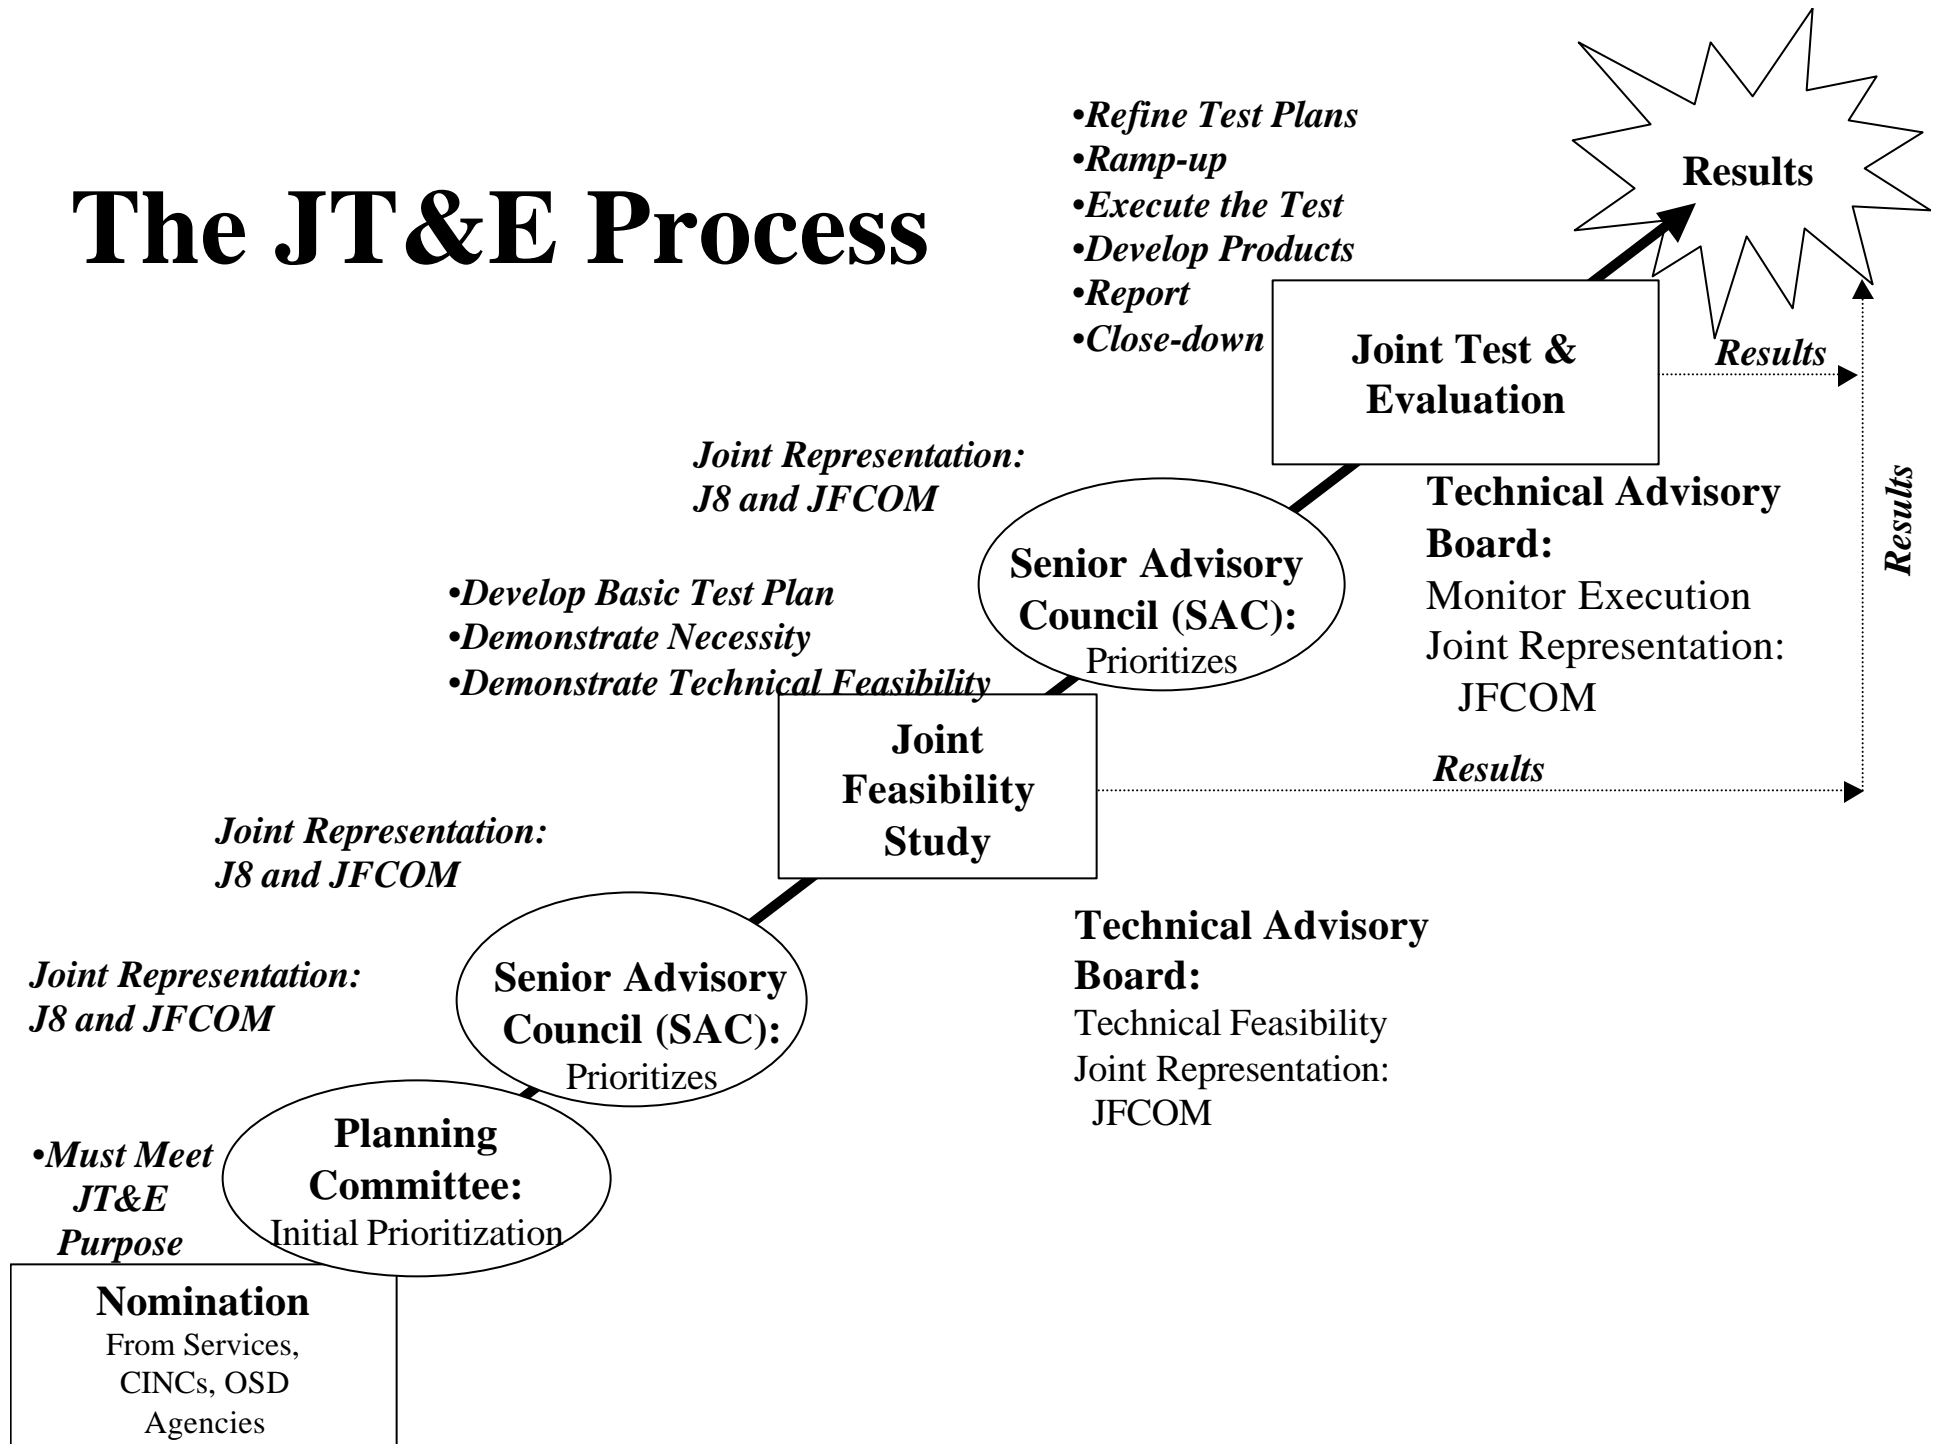 The JT&E Process
•Refine Test Plans
•Ramp-up
•Execute the Test
•Develop Products
•Report
•Close-down
Results
Joint Test &
Evaluation
Results
Results
Joint Representation:
J8 and JFCOM
Senior Advisory
Council (SAC):
Prioritizes
Technical Advisory
Board:
Monitor Execution
Joint Representation:
JFCOM
•Develop Basic Test Plan
•Demonstrate Necessity
•Demonstrate Technical Feasibility
Joint
Feasibility
Study
Results
Joint Representation:
J8 and JFCOM
Senior Advisory
Council (SAC):
Prioritizes
Technical Advisory
Board:
Technical Feasibility
Joint Representation:
JFCOM
Joint Representation:
J8 and JFCOM
Planning
Committee:
Initial Prioritization
•Must Meet
JT&E
Purpose
Nomination
From Services,
CINCs, OSD
Agencies